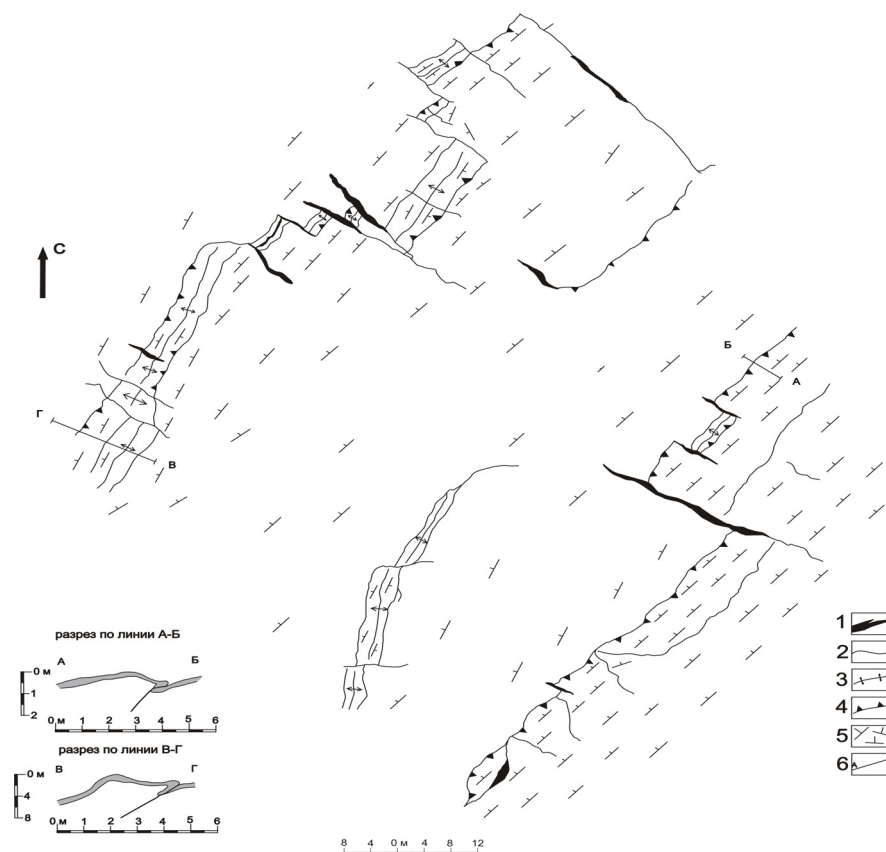 С
Г
В
Б
А
разрез по линии А-Б
А Б
0 м
1
2
0 м 1 2 3 4 5 6
разрез по линии В-Г
В Г
0 м
4
8
0 м 1 2 3 4 5 6
8 4 0 м 4 8 12
1
2
3
4
5
6 А